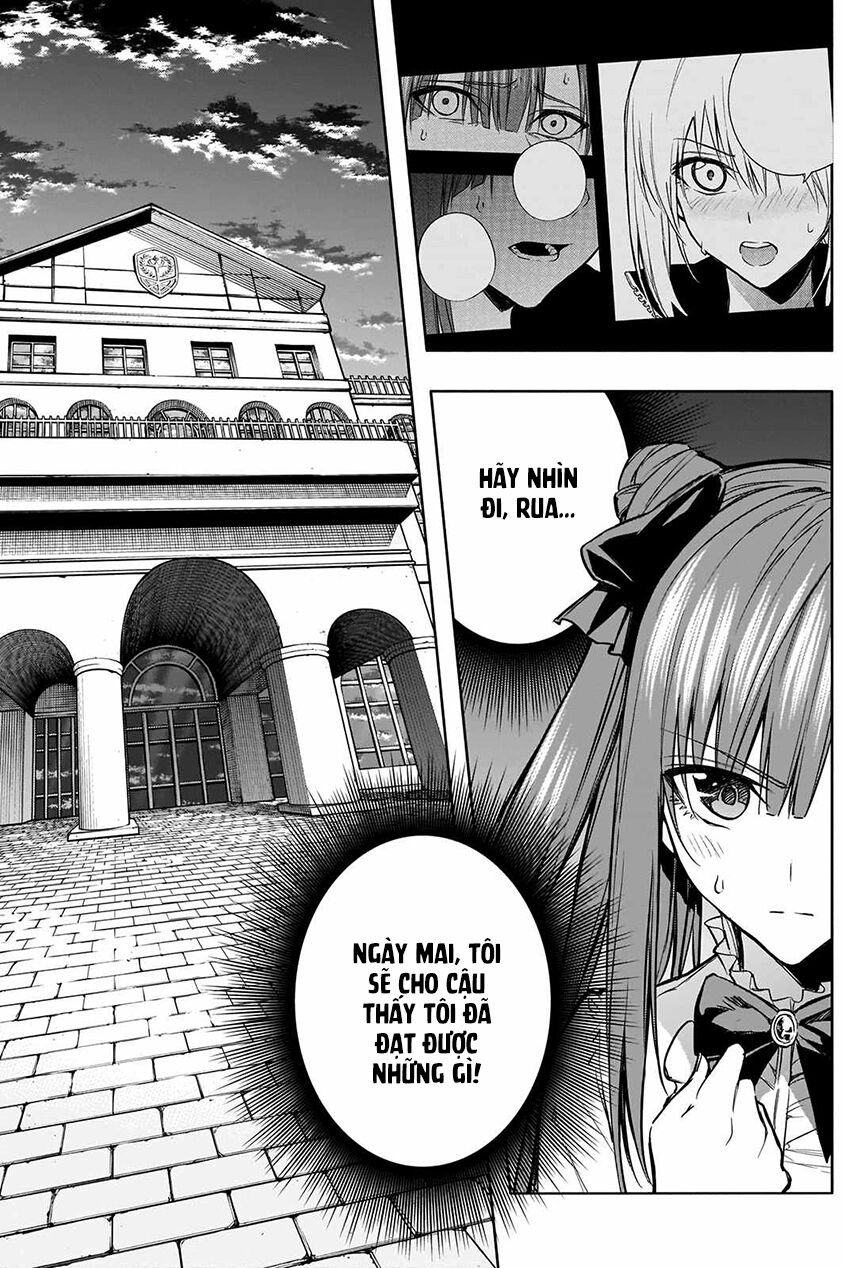 HÃY NHÌN
ĐI, RUA...
NGÀY MAI, TÔI
SẼ CHO CẬU
THẤY TÔI ĐÃ
ĐẠT ĐƯỢC
NHỮNG GÌ!